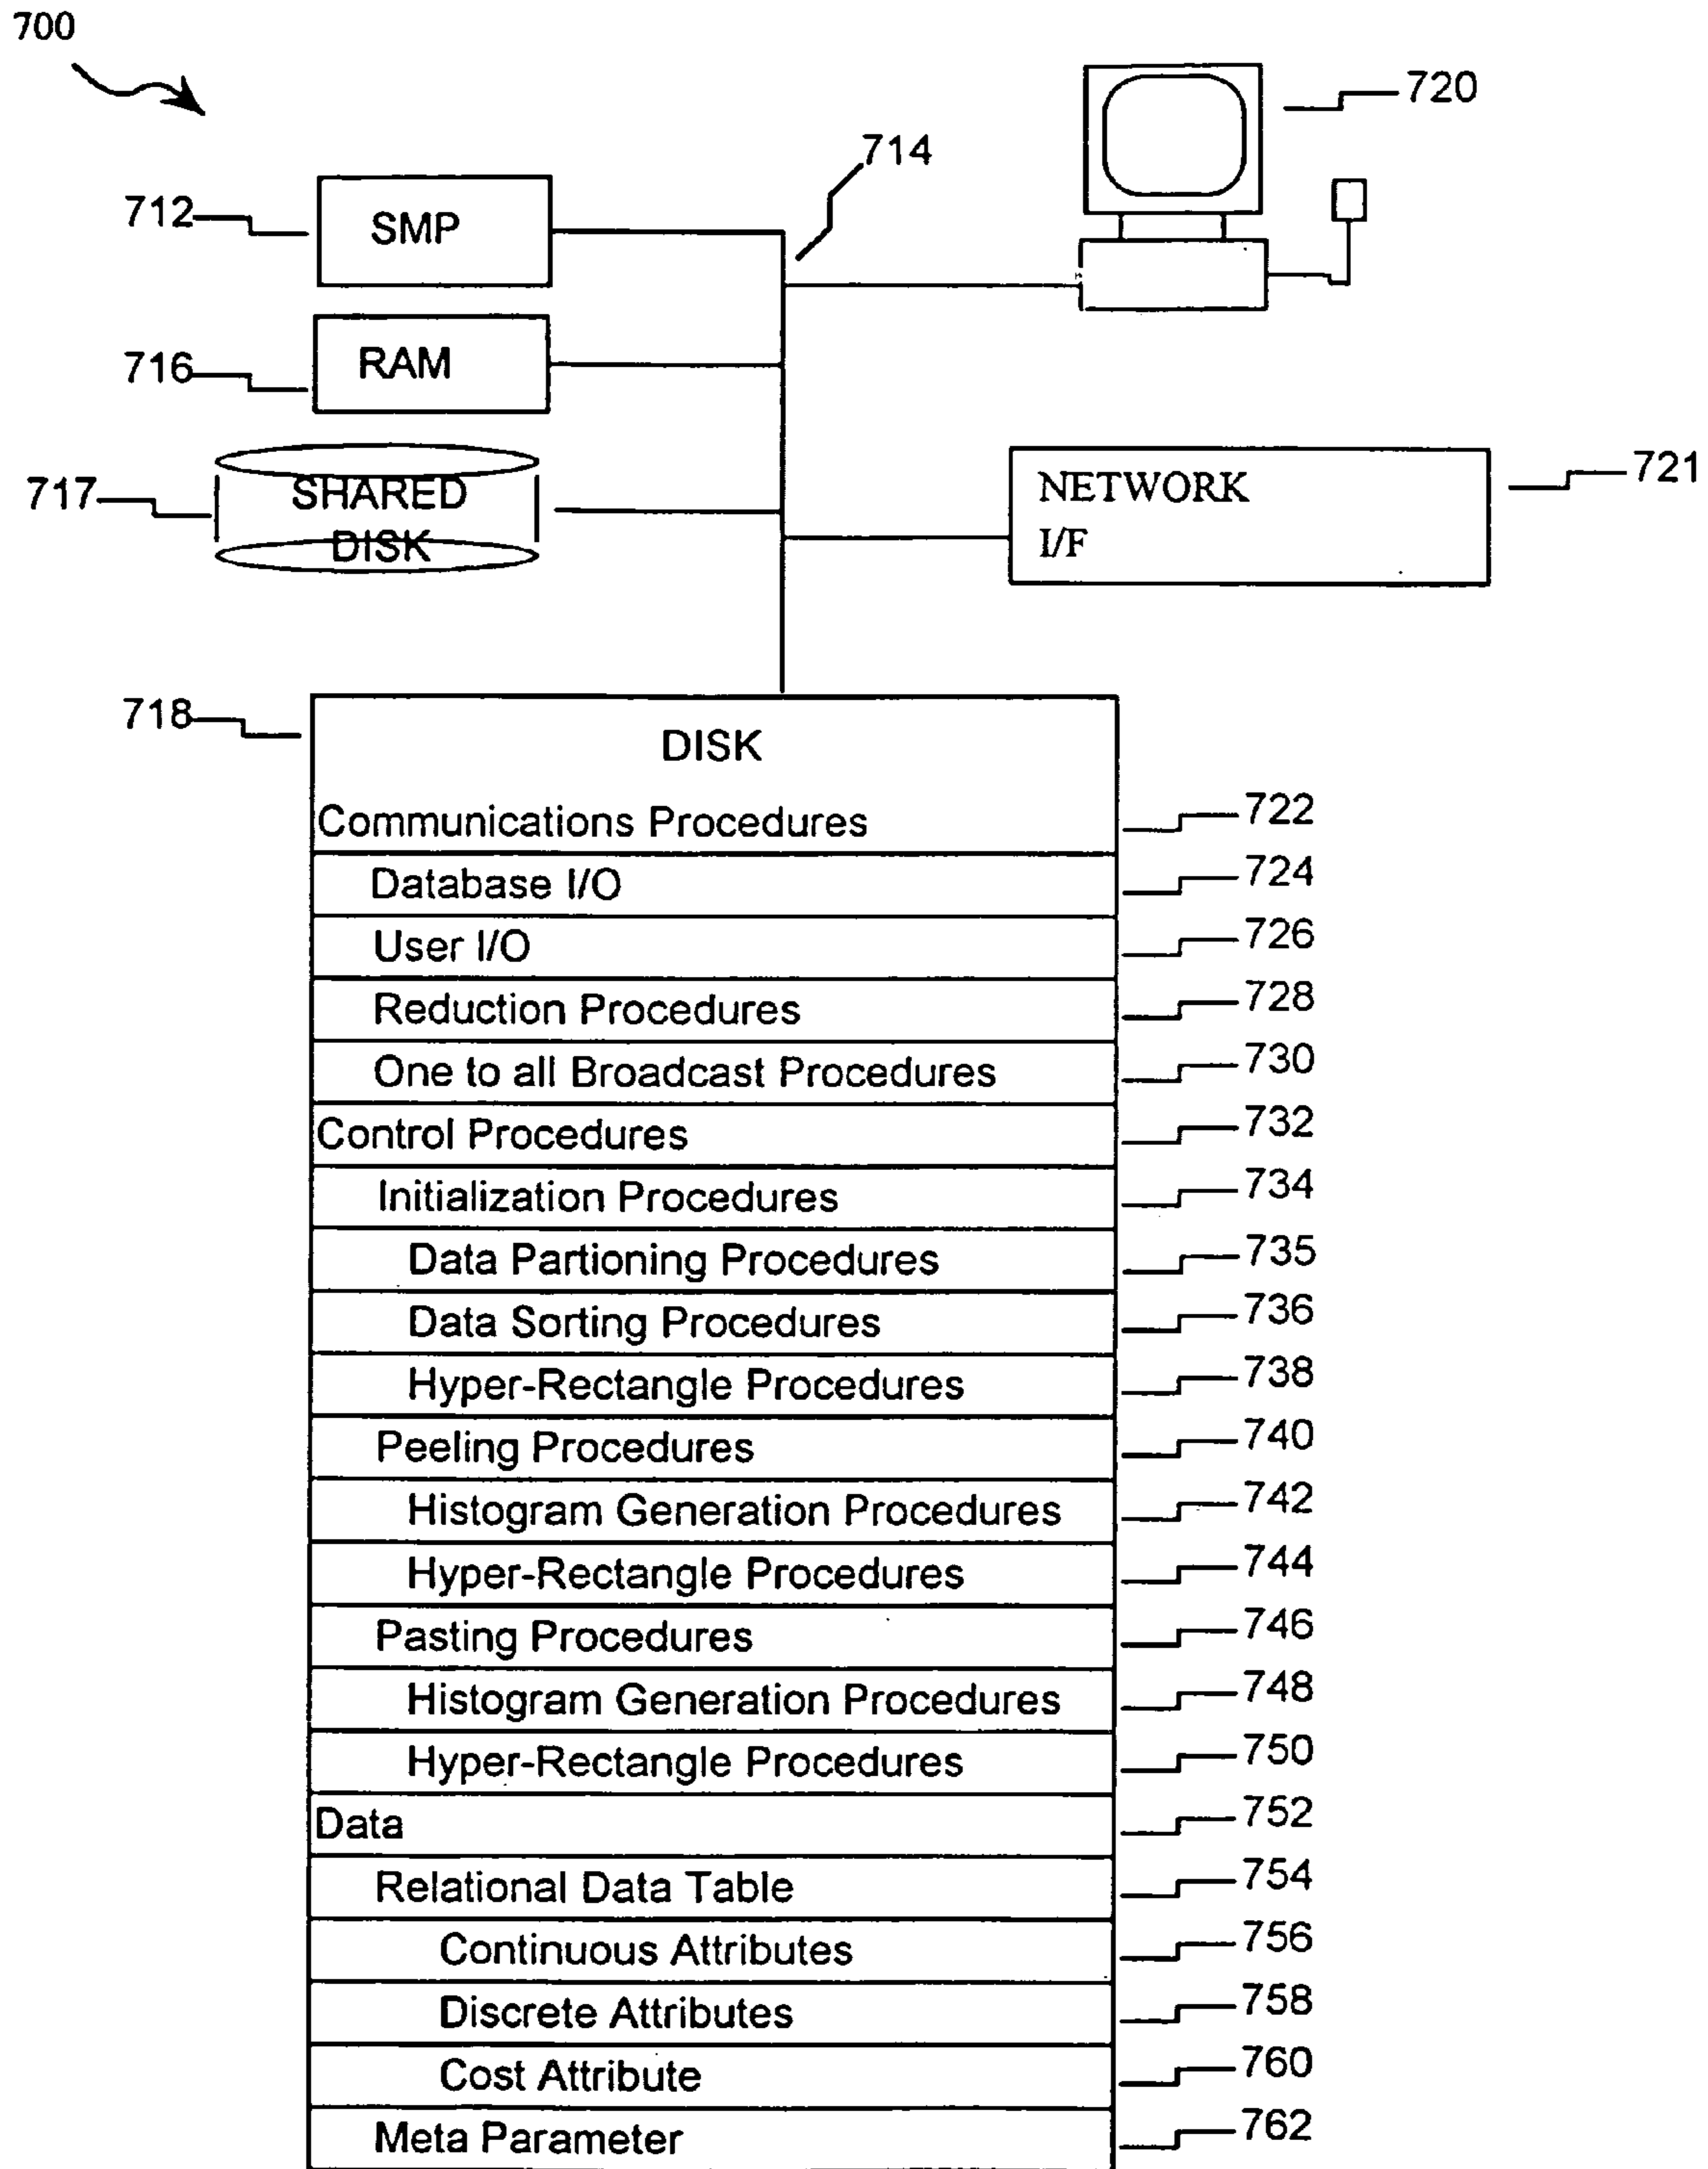 700
720
714
712
SMP
716
RAM
717
SHARED
DISK
NETWORK
I/F
721
718
DISK
Communications Procedures 722
Database I/O 724
User I/O 726
Reduction Procedures 728
One to all Broadcast Procedures 730
Control Procedures 732
Initialization Procedures 734
Data Partioning Procedures 735
Data Sorting Procedures 736
Hyper-Rectangle Procedures 738
Peeling Procedures 740
Histogram Generation Procedures 742
Hyper-Rectangle Procedures 744
Pasting Procedures 746
Histogram Generation Procedures 748
Hyper-Rectangle Procedures 750
Data 752
Relational Data Table 754
Continuous Attributes 756
Discrete Attributes 758
Cost Attribute 760
Meta Parameter 762